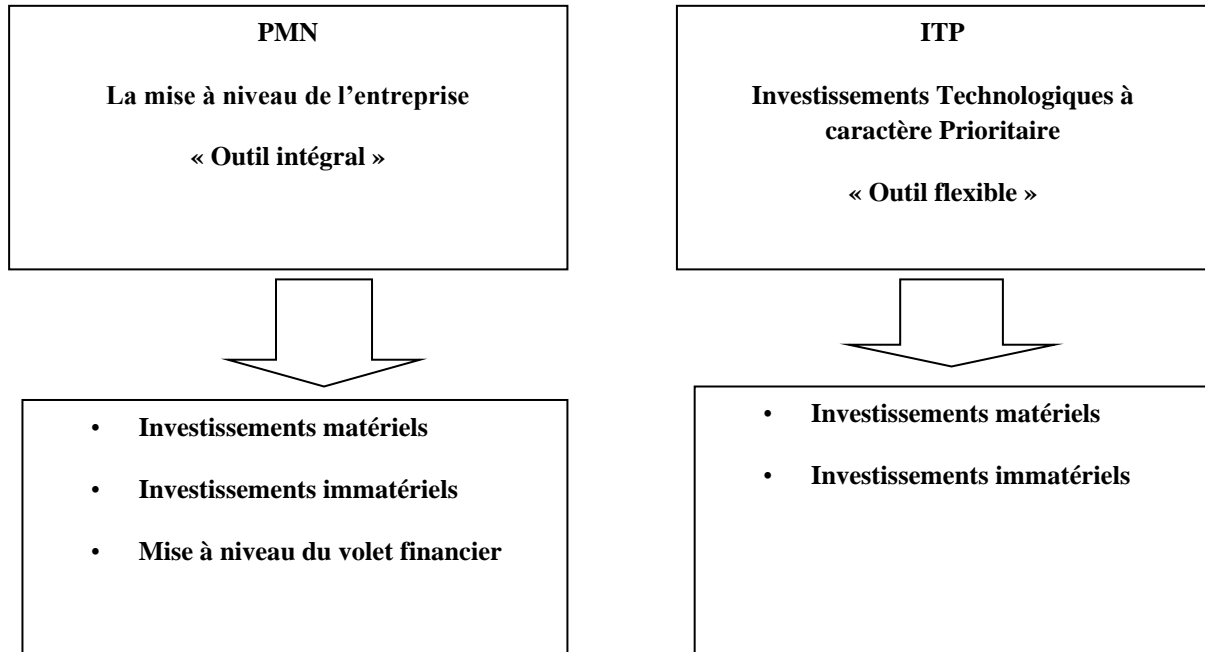 PMN
La mise à niveau de l’entreprise
« Outil intégral »
ITP
Investissements Technologiques à
caractère Prioritaire
« Outil flexible »
• Investissements matériels
• Investissements immatériels
• Mise à niveau du volet financier
• Investissements matériels
• Investissements immatériels